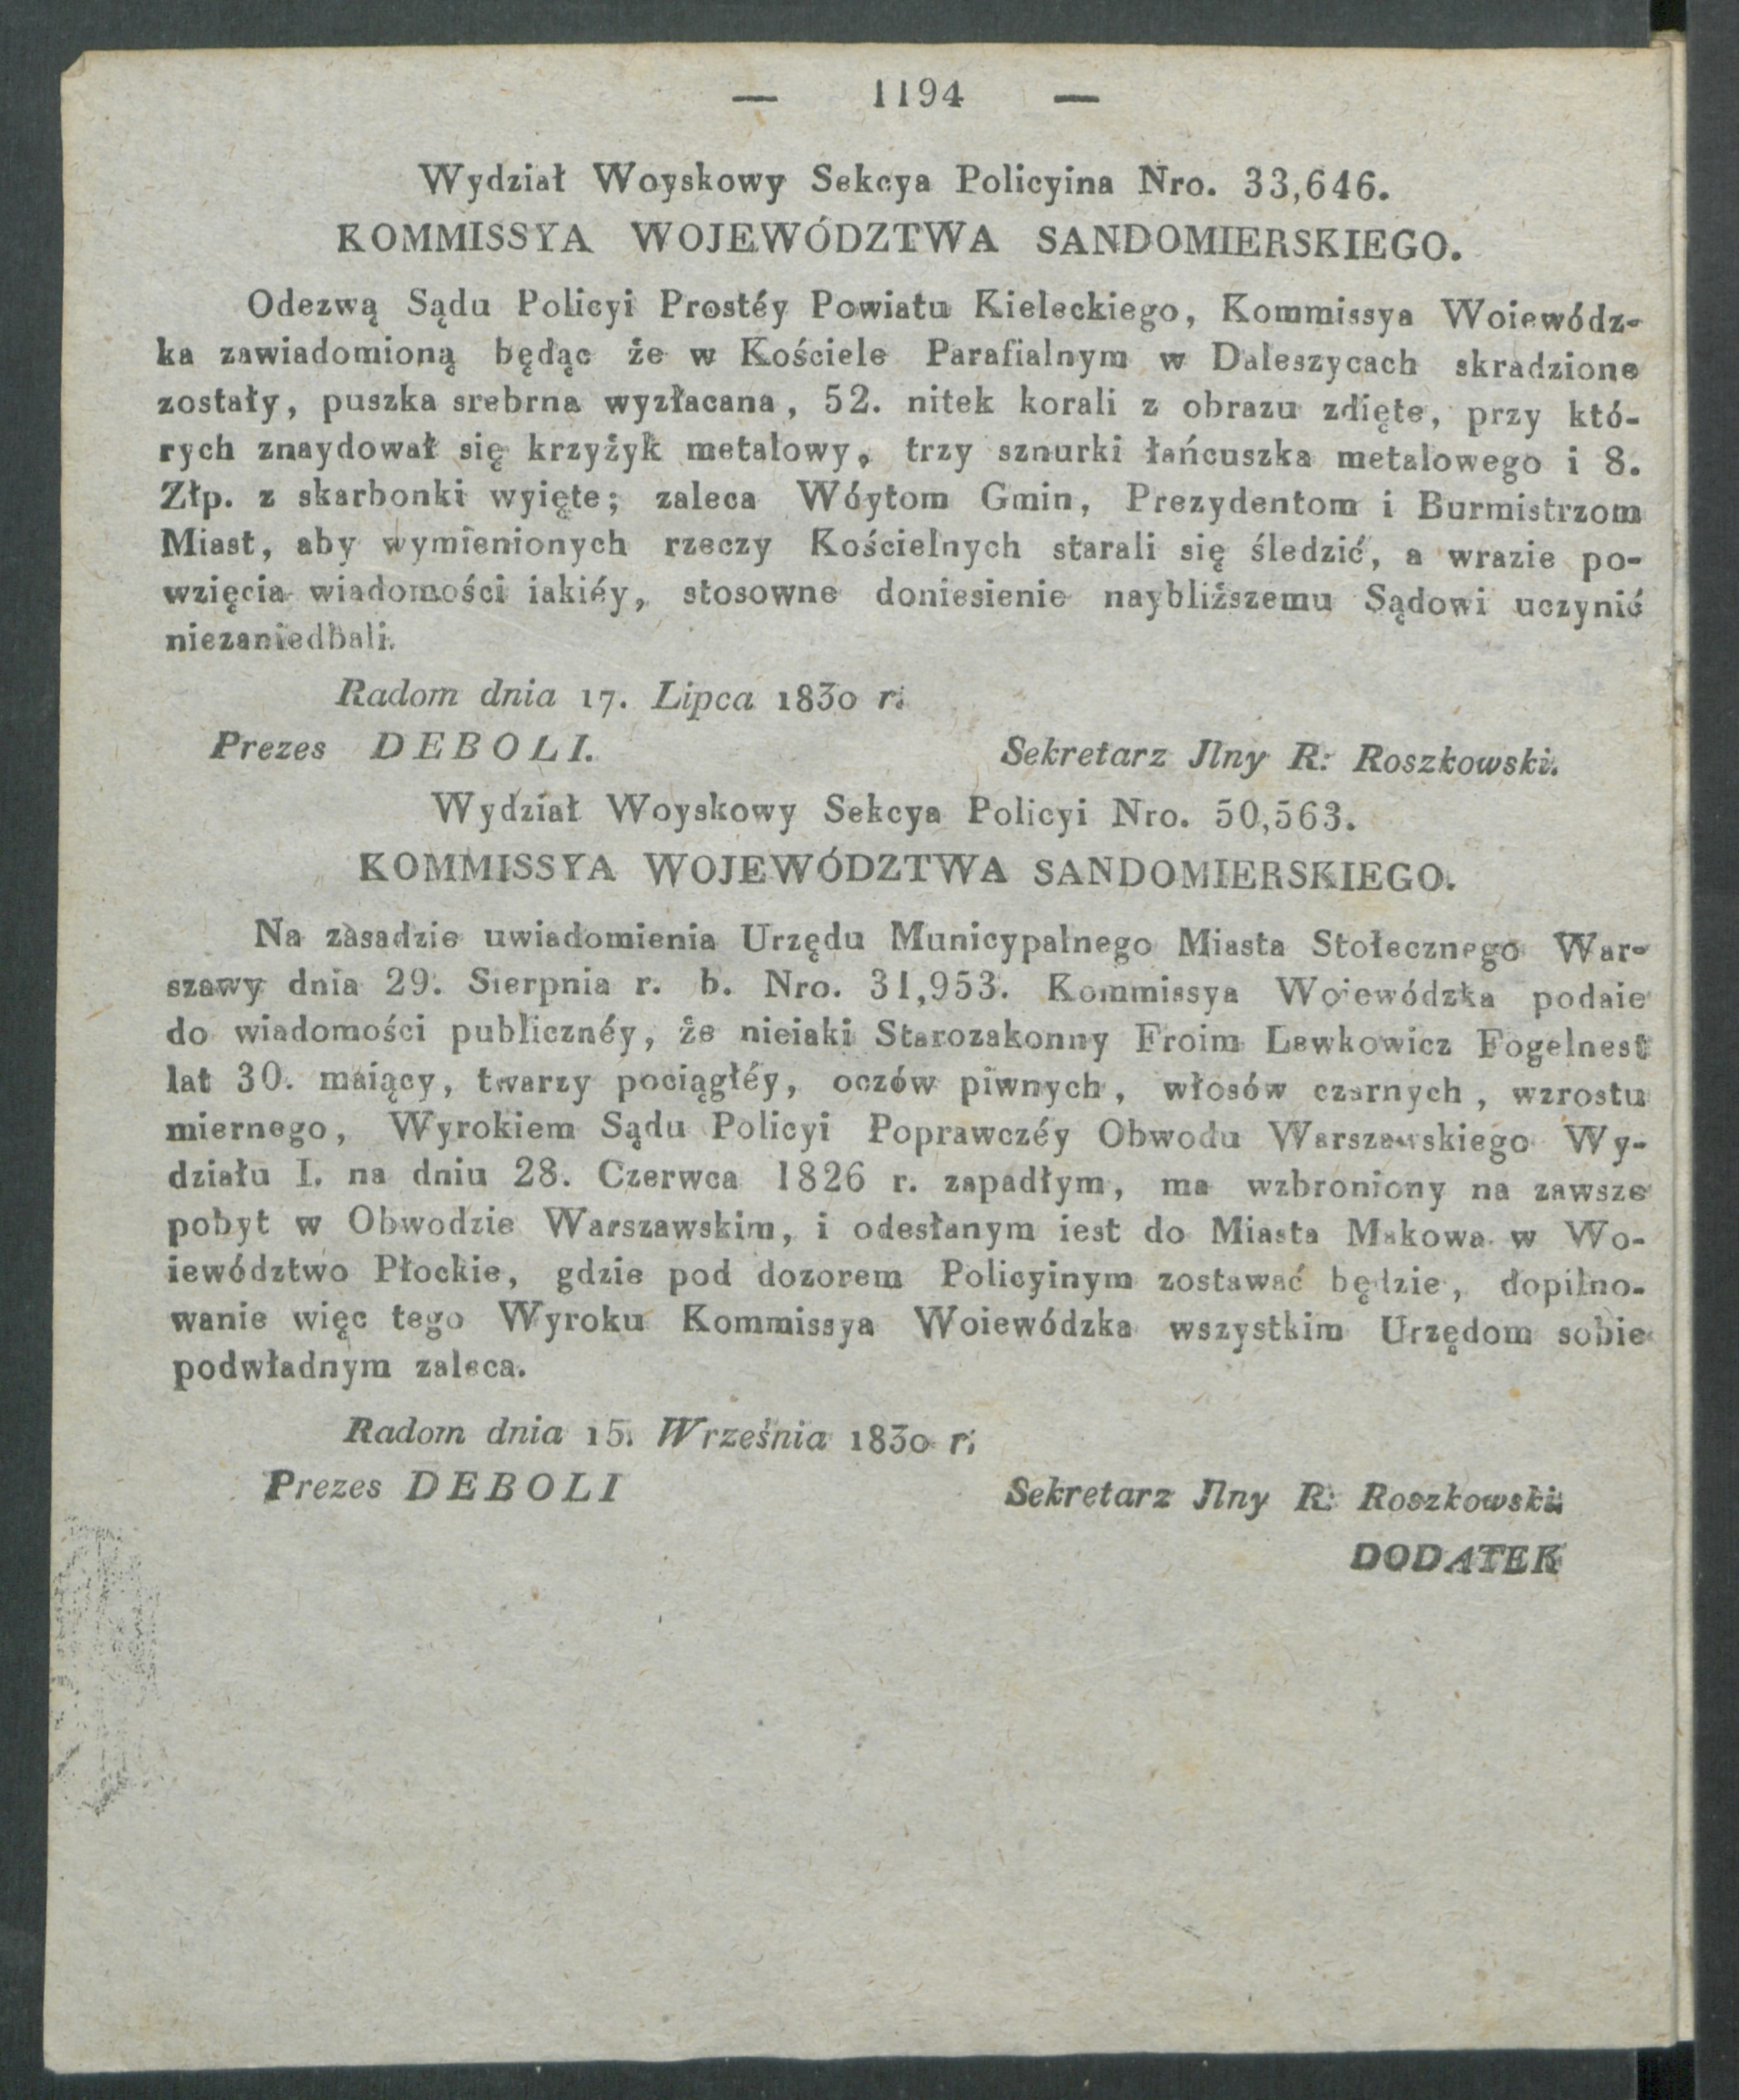 — 1194 —
Wydział Woyskowy Sekcya Policyina Nro. 33,646.
KOMMISSYA WOJEWÓDZTWA SANDOMIERSKIEGO.
Odezwą Sądu Policyi Prostéy Powiatu Kieleckiego, Kommissya Woiewódz-
ka zawiadomioną będąc że w Kościele Parafialnym w Daleszycach skradzione
zostały, puszka srebrna wyzłacana, 52. nitek korali z obrazu zdięte, przy któ-
rych znaydował się krzyżyk metalowy, trzy sznurki łańcuszka metalowego i 8.
Złp. z skarbonki wyięte; zaleca Wóytom Gmin, Prezydentom i Burmistrzom
Miast, aby wymienionych rzeczy Kościelnych starali się śledzić, a wrazie po-
wzięcia wiadomości iakiéy, stosowne doniesienie naybliższemu Sądowi uczynić
niezaniedbali.
Radom dnia 17. Lipca 1830 r.
Prezes DEBOLI. Sekretarz Jlny R: Roszkowski.
Wydział Woyskowy Sekcya Policyi Nro. 50,563.
KOMMISSYA WOJEWÓDZTWA SANDOMIERSKIEGO.
Na zasadzie uwiadomienia Urzędu Municypalnego Miasta Stołecznego War-
szawy dnia 29. Sierpnia r. b. Nro. 31,953. Kommissya Woiewódzka podaie
do wiadomości publicznéy, że nieiaki Starozakonny Froim Lewkowicz Fogelnest
lat 30. maiący, twarzy pociągłéy, oczów piwnych, włosów czarnych, wzrostu
miernego, Wyrokiem Sądu Policyi Poprawczéy Obwodu Warszawskiego Wy-
działu I. na dniu 28. Czerwca 1826 r. zapadłym, ma wzbroniony na zawsze
pobyt w Obwodzie Warszawskim, i odesłanym iest do Miasta Makowa w Wo-
iewództwo Płockie, gdzie pod dozorem Policyinym zostawać będzie, dopilno-
wanie więc tego Wyroku Kommissya Woiewódzka wszystkim Urzędom sobie
podwładnym zaleca.
Radom dnia 15. Września 1830 r.
Prezes DEBOLI Sekretarz Jlny R: Roszkowski.
DODATEK